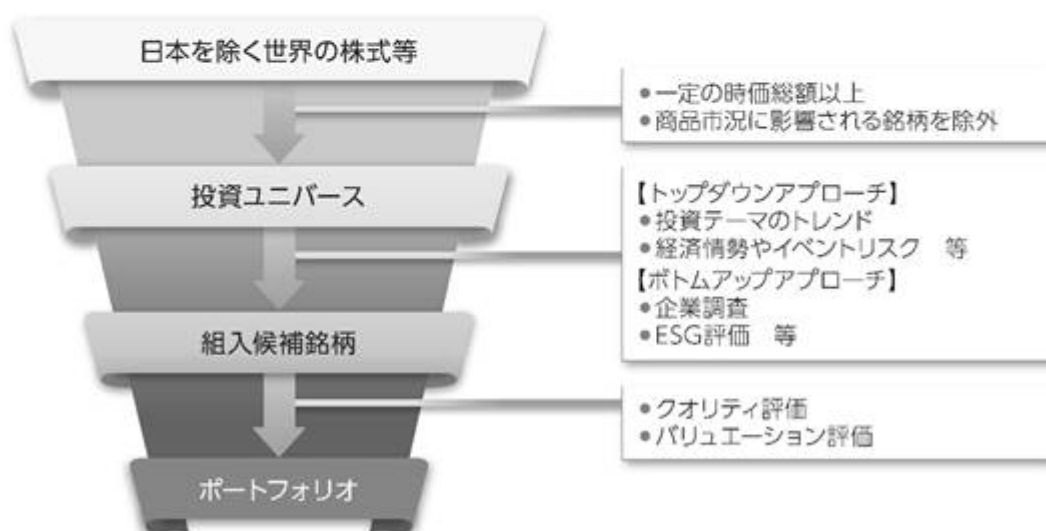 日本を除く世界の株式等
●一定の時価総額以上
●商品市況に影響される銘柄を除外
投資ユニバース
【トップダウンアプローチ】
●投資テーマのトレンド
●経済情勢やイベントリスク　等
【ボトムアップアプローチ】
●企業調査
●ESG評価　等
組入候補銘柄
●クオリティ評価
●バリュエーション評価
ポートフォリオ